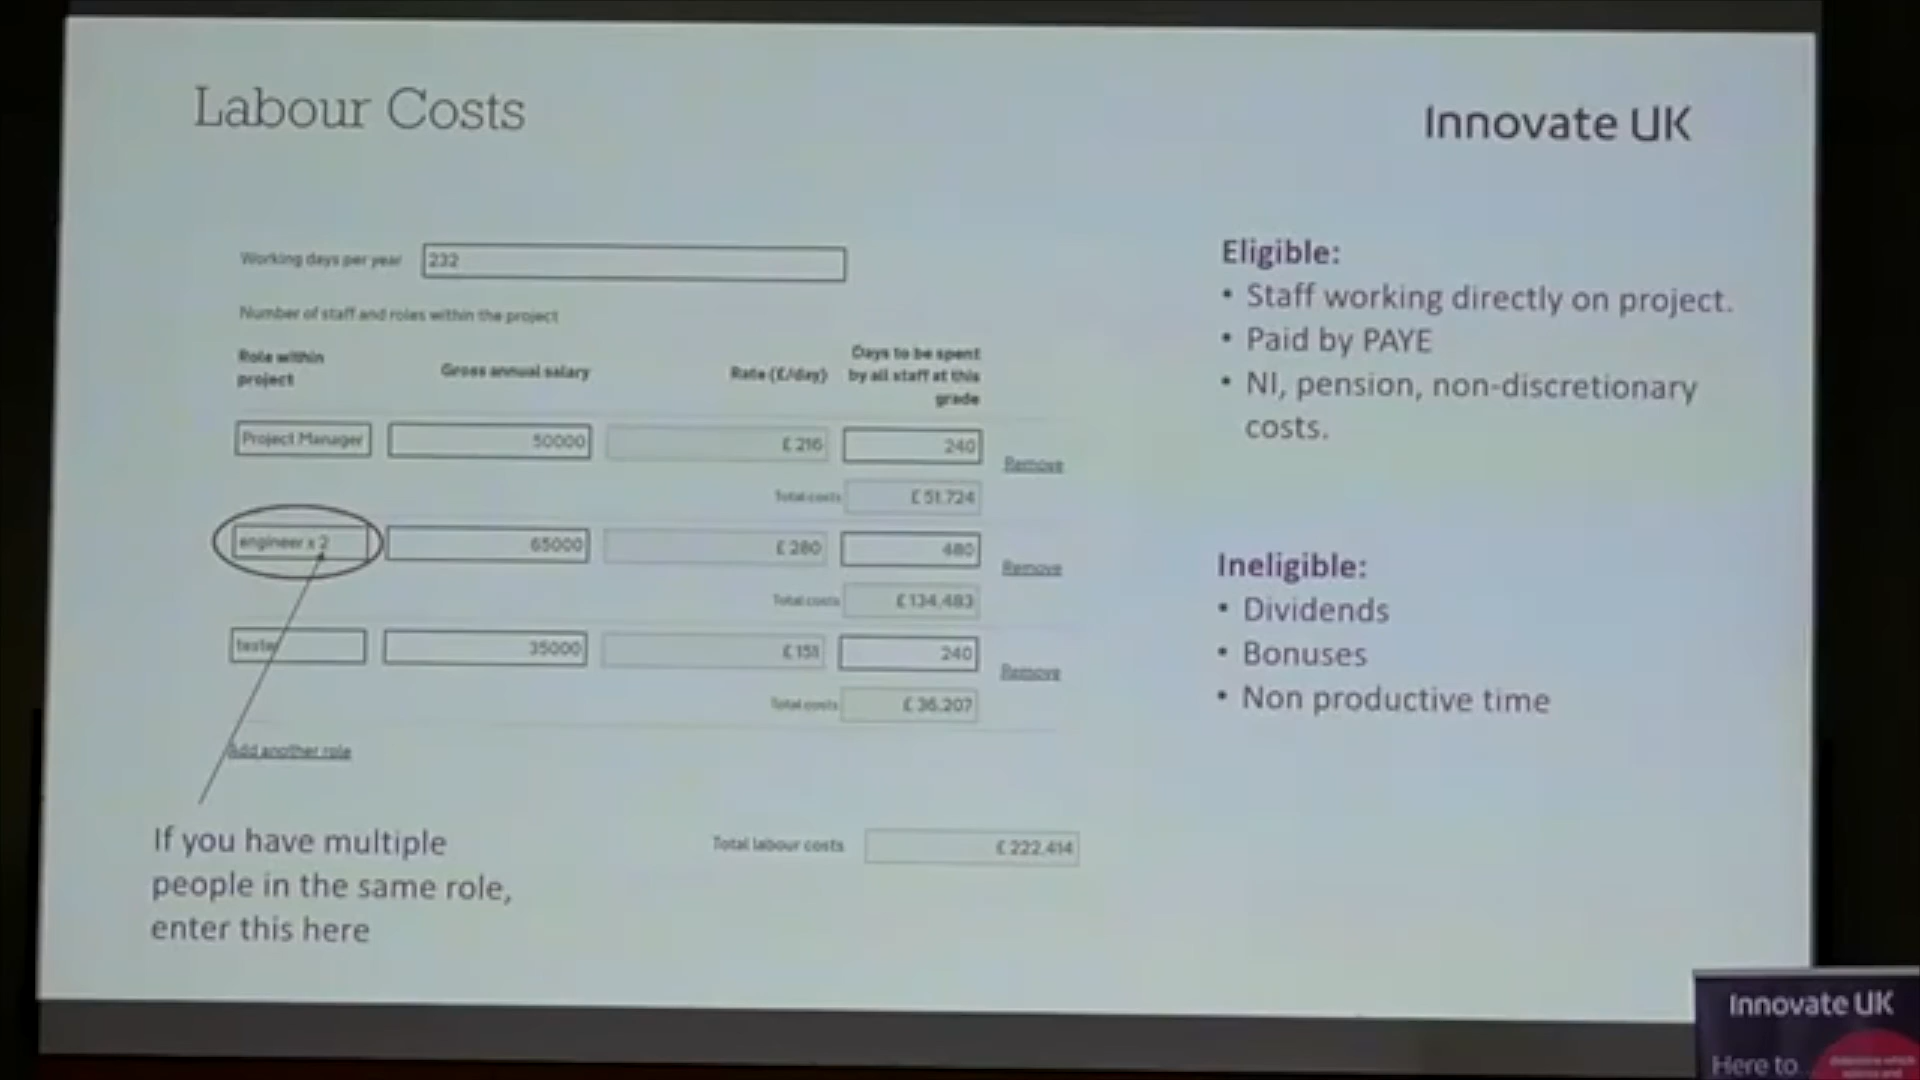 Labour Costs
Innovate UK
Working days per year 232
Number of staff and roles within the project
Role within project
Gross annual salary
Rate (£/day)
Days to be spent
by all staff at this
grade
Project Manager 50000 £ 216 240
Remove
Total costs £ 51,724
engineer x 2 65000 £ 280 480
Remove
Total costs £ 134,483
tester 35000 £ 151 240
Remove
Total costs £ 36,207
Add another role
Total labour costs £ 222,414
If you have multiple
people in the same role,
enter this here
Eligible:
• Staff working directly on project.
• Paid by PAYE
• NI, pension, non-discretionary
costs.
Ineligible:
• Dividends
• Bonuses
• Non productive time
Innovate UK
Here to